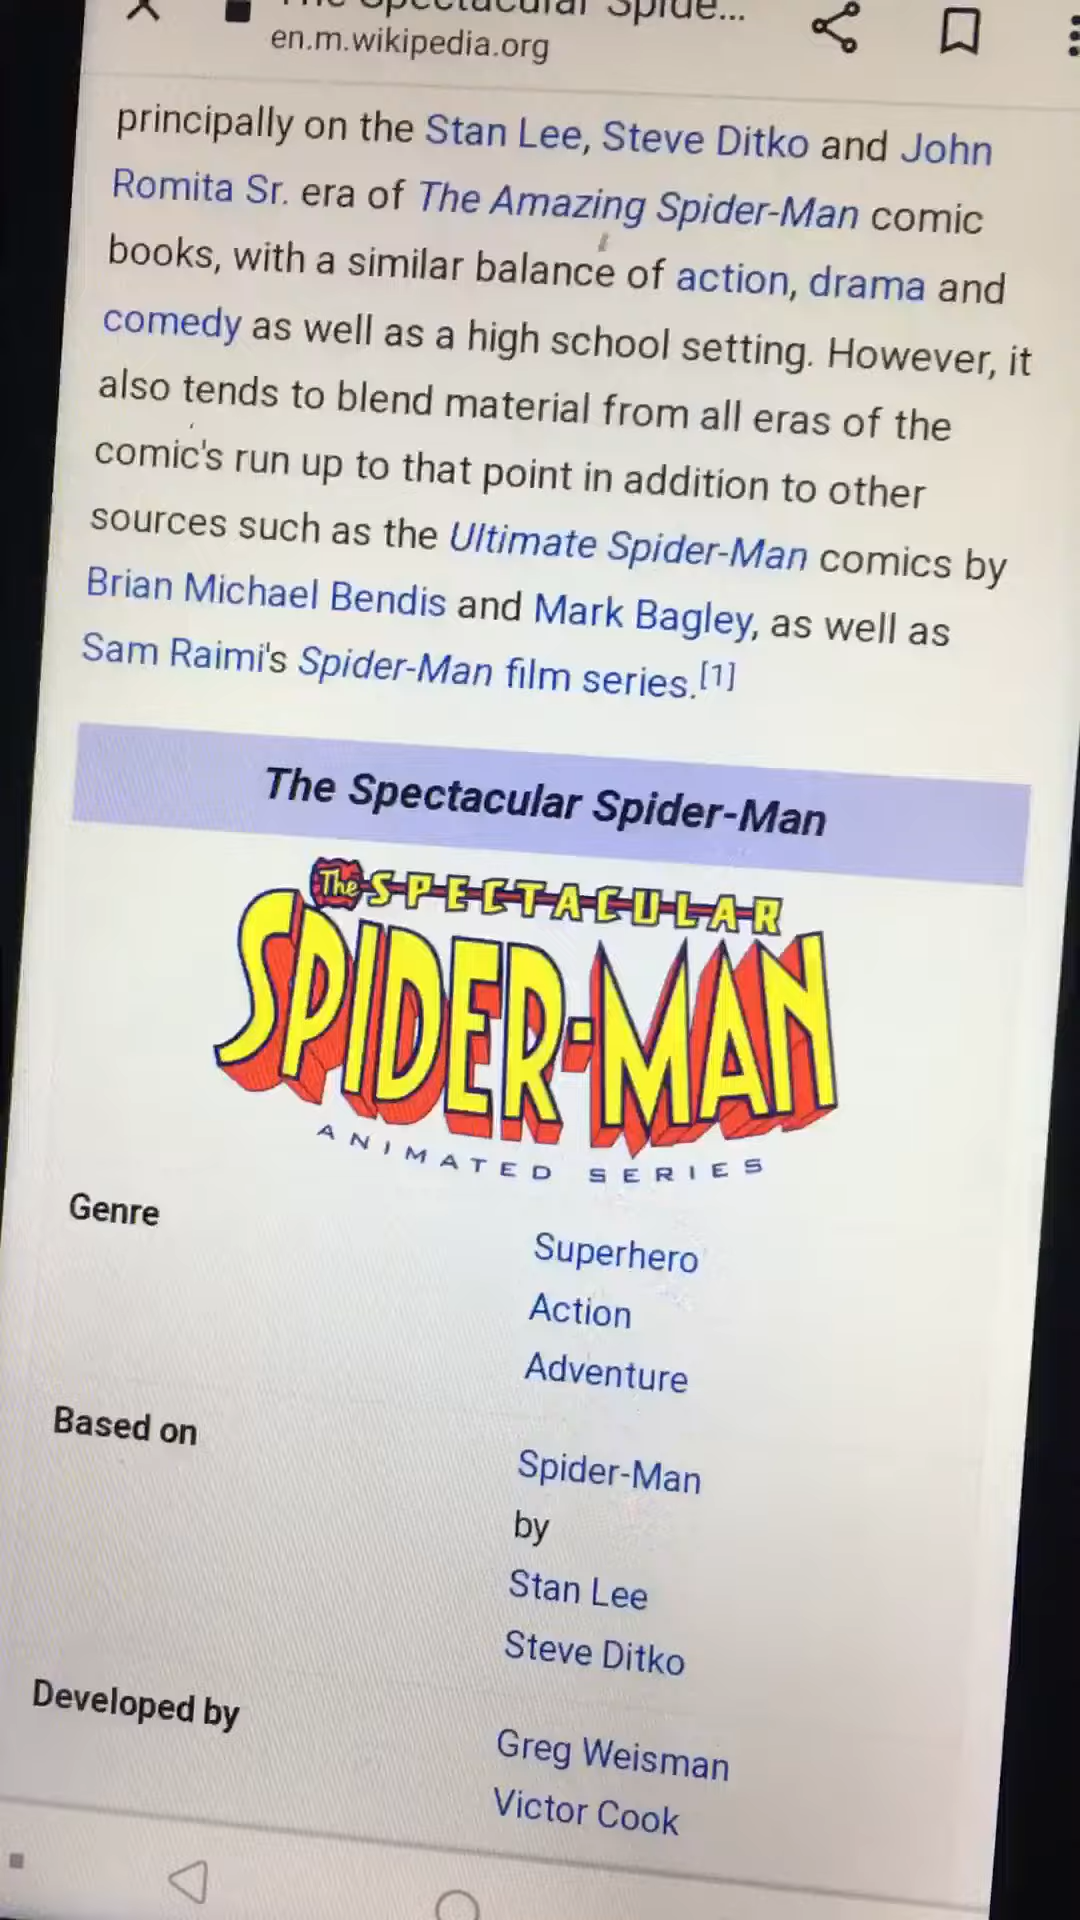 The Spectacular Spide...
en.m.wikipedia.org
principally on the Stan Lee, Steve Ditko and John
Romita Sr. era of The Amazing Spider-Man comic
books, with a similar balance of action, drama and
comedy as well as a high school setting. However, it
also tends to blend material from all eras of the
comic's run up to that point in addition to other
sources such as the Ultimate Spider-Man comics by
Brian Michael Bendis and Mark Bagley, as well as
Sam Raimi's Spider-Man film series.[1]
The Spectacular Spider-Man
The SPECTACULAR
SPIDER-MAN
ANIMATED SERIES
Genre
Superhero
Action
Adventure
Based on
Spider-Man
by
Stan Lee
Steve Ditko
Developed by
Greg Weisman
Victor Cook